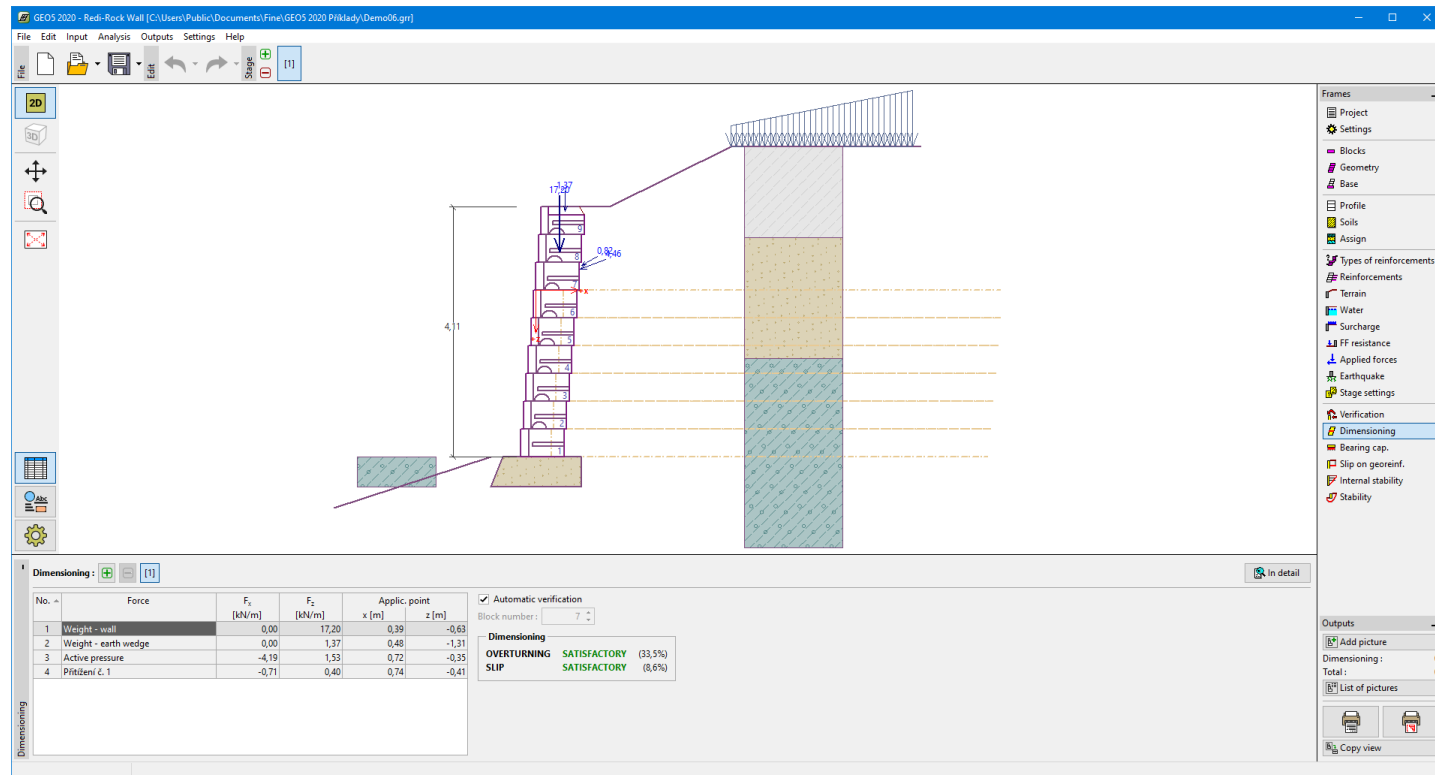 GEO5 2020 - Redi-Rock Wall [C:\Users\Public\Documents\Fine\GEO5 2020 Příklady\Demo06.grr]
File Edit Input Analysis Outputs Settings Help
File
Edit
Stage
[1]
2D
3D
17,20
1,37
9
8
0,82
4,46
7
+x
6
4,11
+z
5
4
3
2
1
Abc
Frames
Project
Settings
Blocks
Geometry
Base
Profile
Soils
Assign
Types of reinforcements
Reinforcements
Terrain
Water
Surcharge
FF resistance
Applied forces
Earthquake
Stage settings
Verification
Dimensioning
Bearing cap.
Slip on georeinf.
Internal stability
Stability
Outputs
Add picture
Dimensioning :
Total :
List of pictures
Copy view
Dimensioning
Dimensioning : [1]
In detail
No. Force Fx Fz Applic. point
[kN/m] [kN/m] x [m] z [m]
1 Weight - wall 0,00 17,20 0,39 -0,63
2 Weight - earth wedge 0,00 1,37 0,48 -1,31
3 Active pressure -4,19 1,53 0,72 -0,35
4 Přitížení č. 1 -0,71 0,40 0,74 -0,41
Automatic verification
Block number : 7
Dimensioning
OVERTURNING SATISFACTORY (33,5%)
SLIP SATISFACTORY (8,6%)